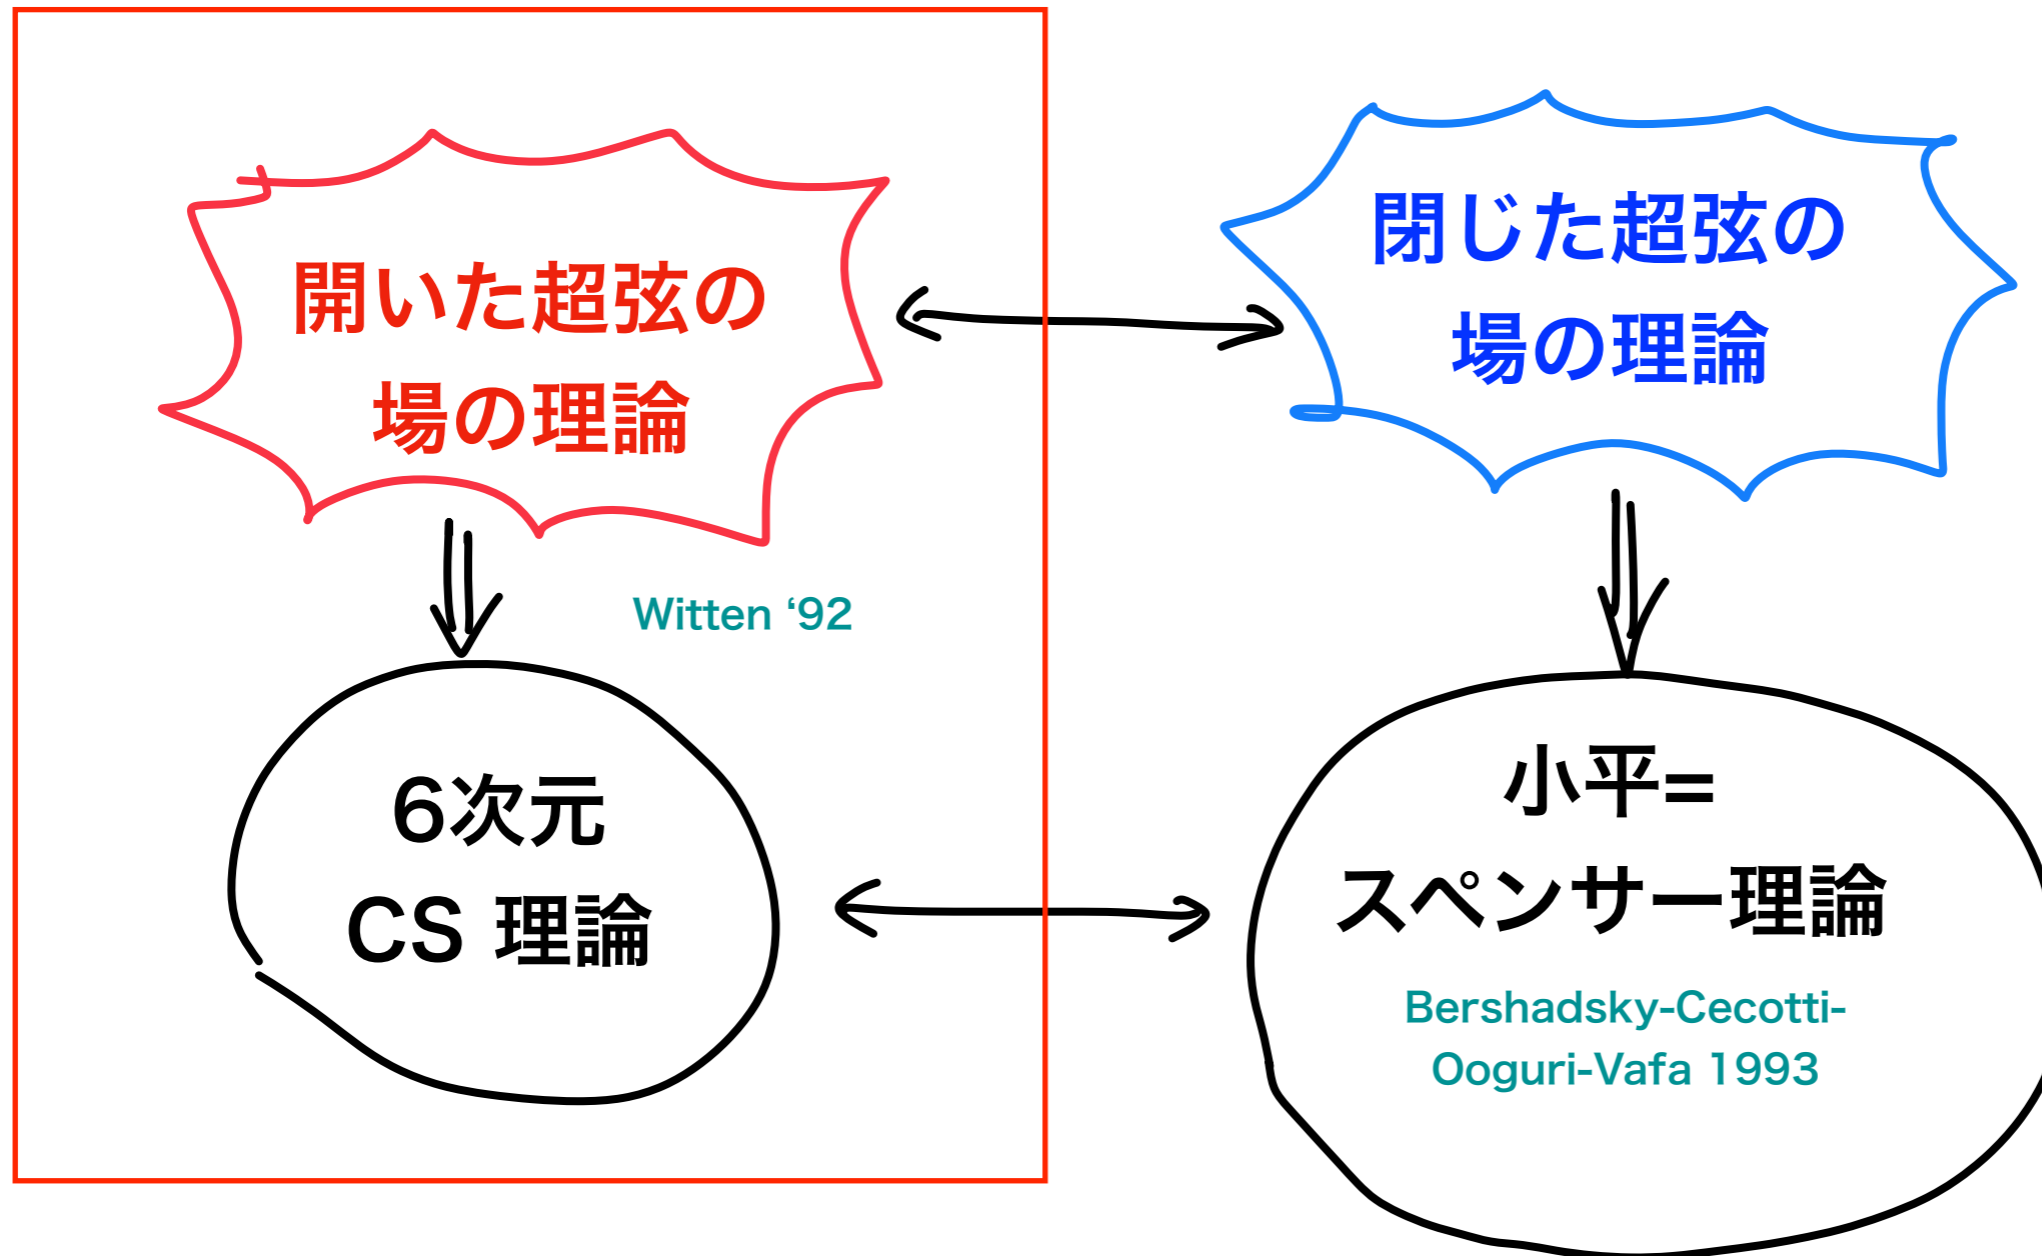 開いた超弦の
場の理論
閉じた超弦の
場の理論
Witten ‘92
6次元
CS 理論
小平=
スペンサー理論
Bershadsky-Cecotti-
Ooguri-Vafa 1993